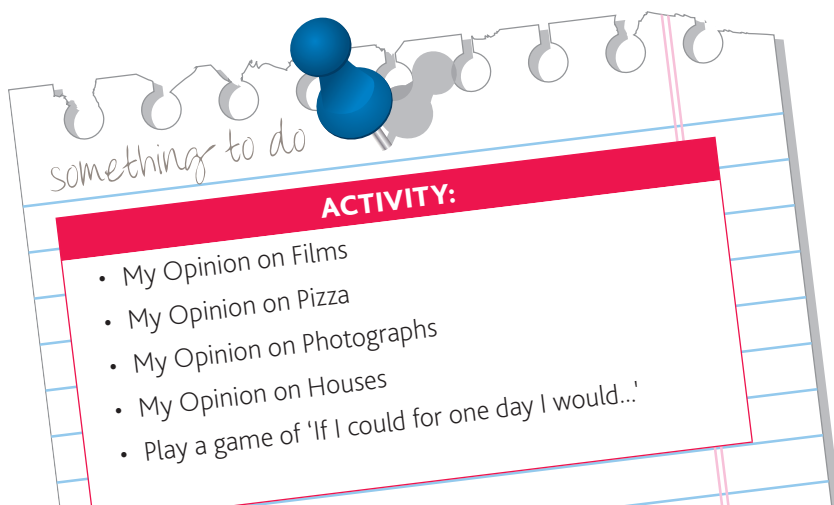 something to do
ACTIVITY:
• My Opinion on Films
• My Opinion on Pizza
• My Opinion on Photographs
• My Opinion on Houses
• Play a game of ‘If I could for one day I would...'